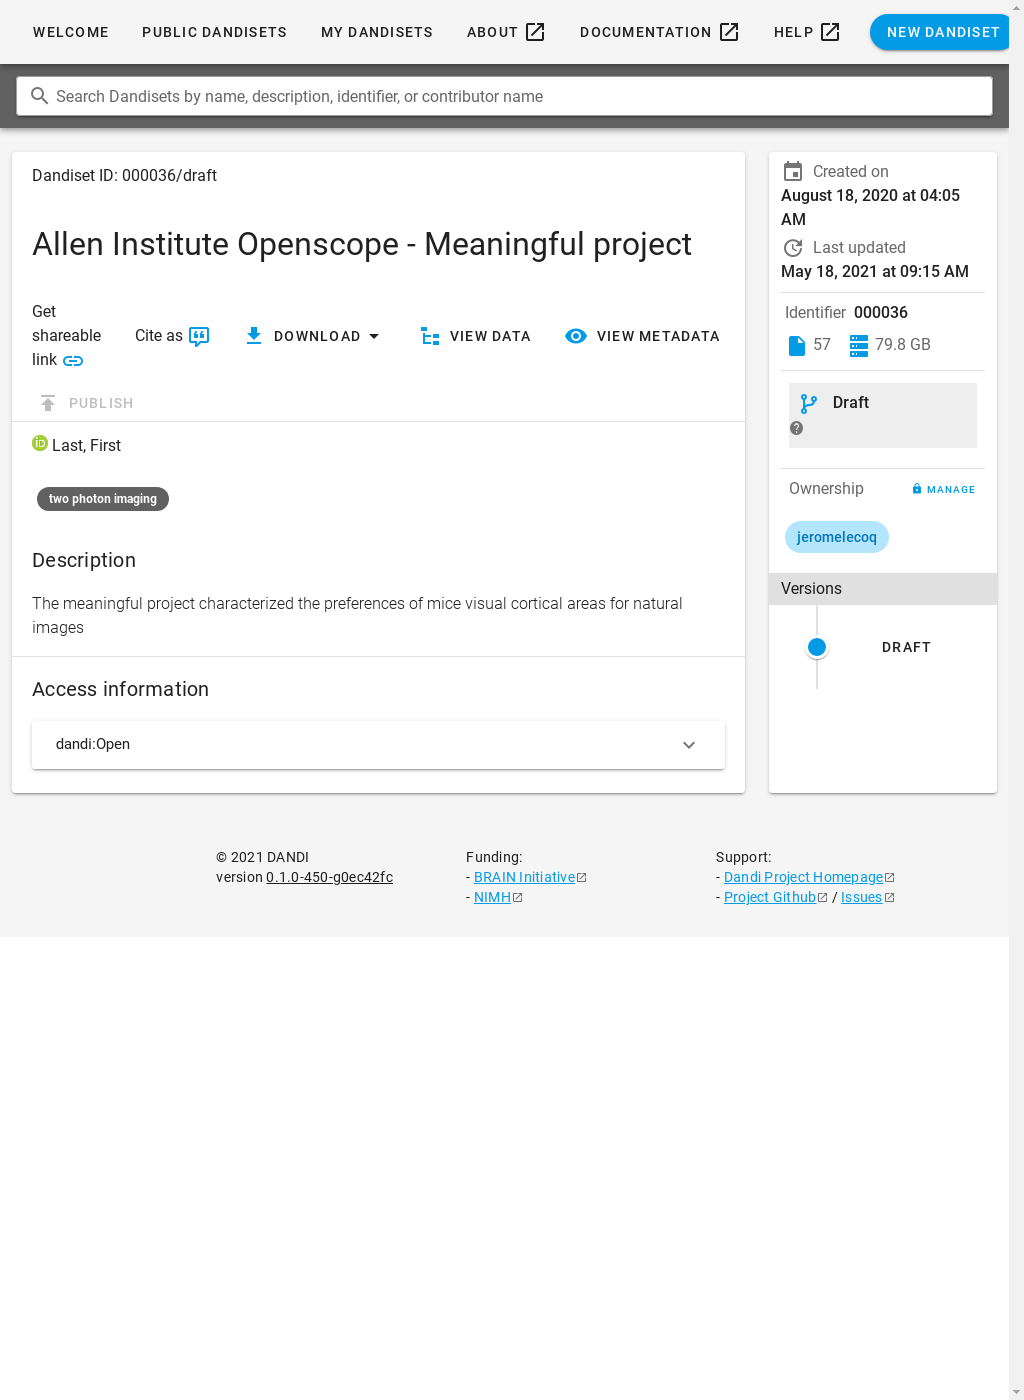 WELCOME
PUBLIC DANDISETS
MY DANDISETS
ABOUT
DOCUMENTATION
HELP
NEW DANDISET
Search Dandisets by name, description, identifier, or contributor name
Dandiset ID: 000036/draft
Allen Institute Openscope - Meaningful project
Get
shareable
link
Cite as
DOWNLOAD
VIEW DATA
VIEW METADATA
PUBLISH
iD Last, First
two photon imaging
Description
The meaningful project characterized the preferences of mice visual cortical areas for natural
images
Access information
dandi:Open
Created on
August 18, 2020 at 04:05
AM
Last updated
May 18, 2021 at 09:15 AM
Identifier 000036
57
79.8 GB
Draft
?
Ownership
MANAGE
jeromelecoq
Versions
DRAFT
© 2021 DANDI
version 0.1.0-450-g0ec42fc
Funding:
- BRAIN Initiative
- NIMH
Support:
- Dandi Project Homepage
- Project Github / Issues